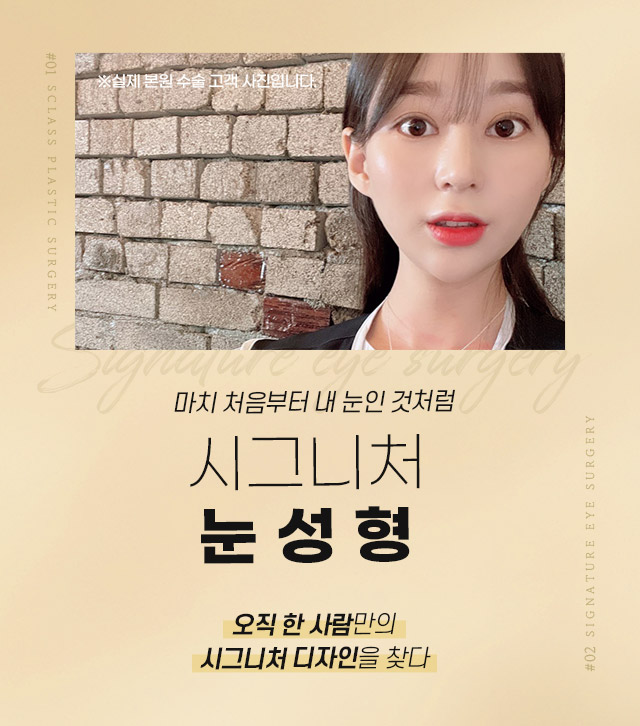 #01 SCLASS PLASTIC SURGERY
※실제 본원 수술 고객 사진입니다.
Signature eye surgery
마치 처음부터 내 눈인 것처럼
시그니처
눈성형
#02 SIGNATURE EYE SURGERY
오직 한 사람만의
시그니처 디자인을 찾다